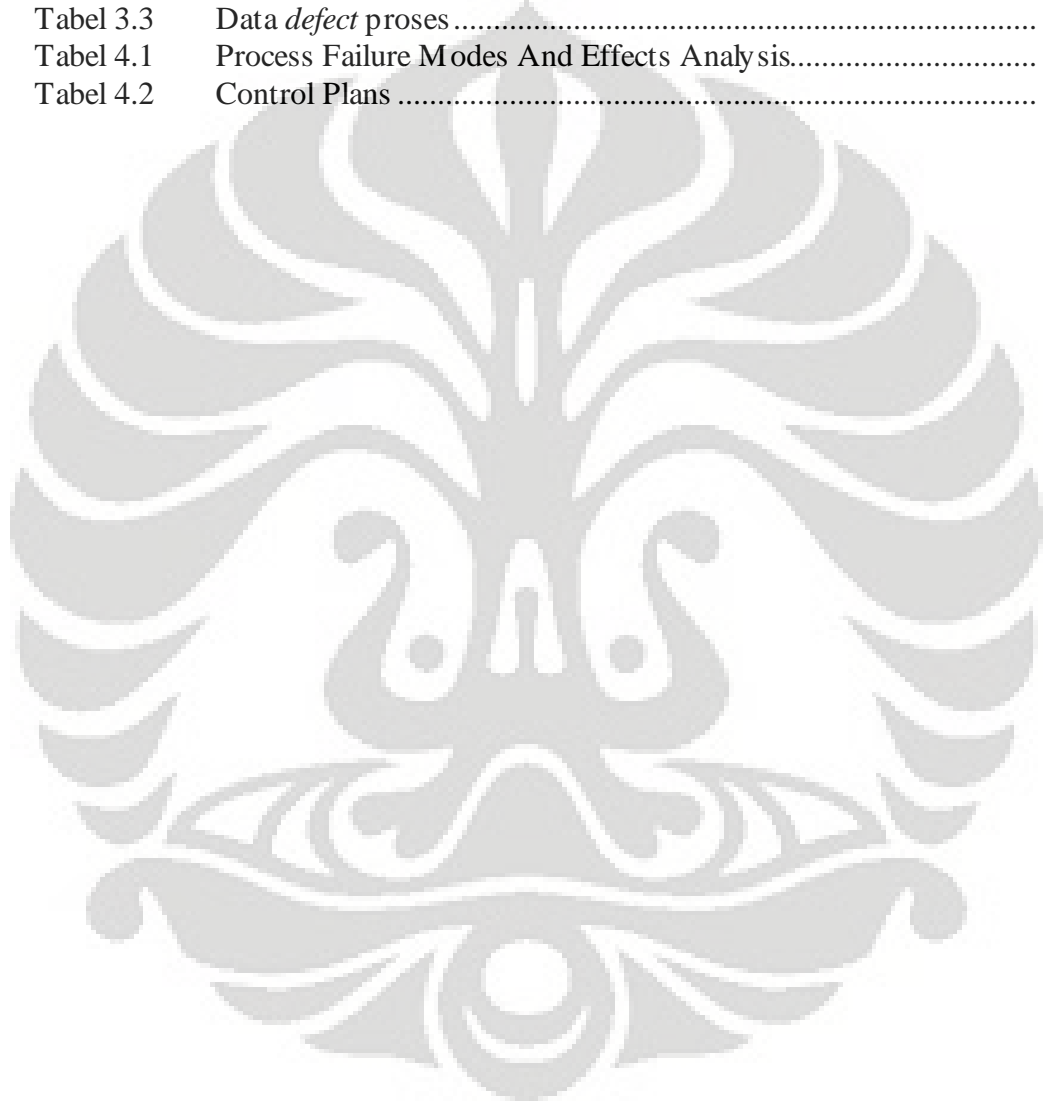 Tabel 3.3 Data defect proses ................................................................................
Tabel 4.1 Process Failure Modes And Effects Analysis..................................
Tabel 4.2 Control Plans ........................................................................................